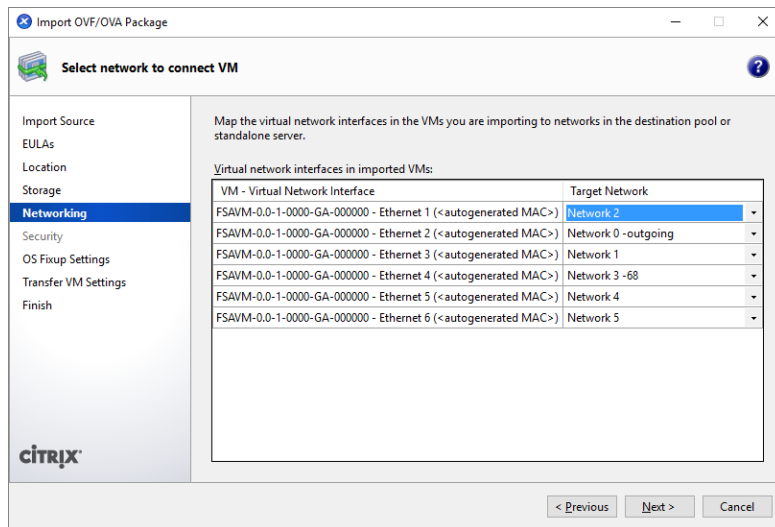 Import OVF/OVA Package
Select network to connect VM
?
Import Source
EULAs
Location
Storage
Networking
Security
OS Fixup Settings
Transfer VM Settings
Finish
CİTRIX
Map the virtual network interfaces in the VMs you are importing to networks in the destination pool or
standalone server.
Virtual network interfaces in imported VMs:
VM - Virtual Network Interface Target Network
FSAVM-0.0-1-0000-GA-000000 - Ethernet 1 (<autogenerated MAC>) Network 2
FSAVM-0.0-1-0000-GA-000000 - Ethernet 2 (<autogenerated MAC>) Network 0 -outgoing
FSAVM-0.0-1-0000-GA-000000 - Ethernet 3 (<autogenerated MAC>) Network 1
FSAVM-0.0-1-0000-GA-000000 - Ethernet 4 (<autogenerated MAC>) Network 3 -68
FSAVM-0.0-1-0000-GA-000000 - Ethernet 5 (<autogenerated MAC>) Network 4
FSAVM-0.0-1-0000-GA-000000 - Ethernet 6 (<autogenerated MAC>) Network 5
< Previous Next > Cancel